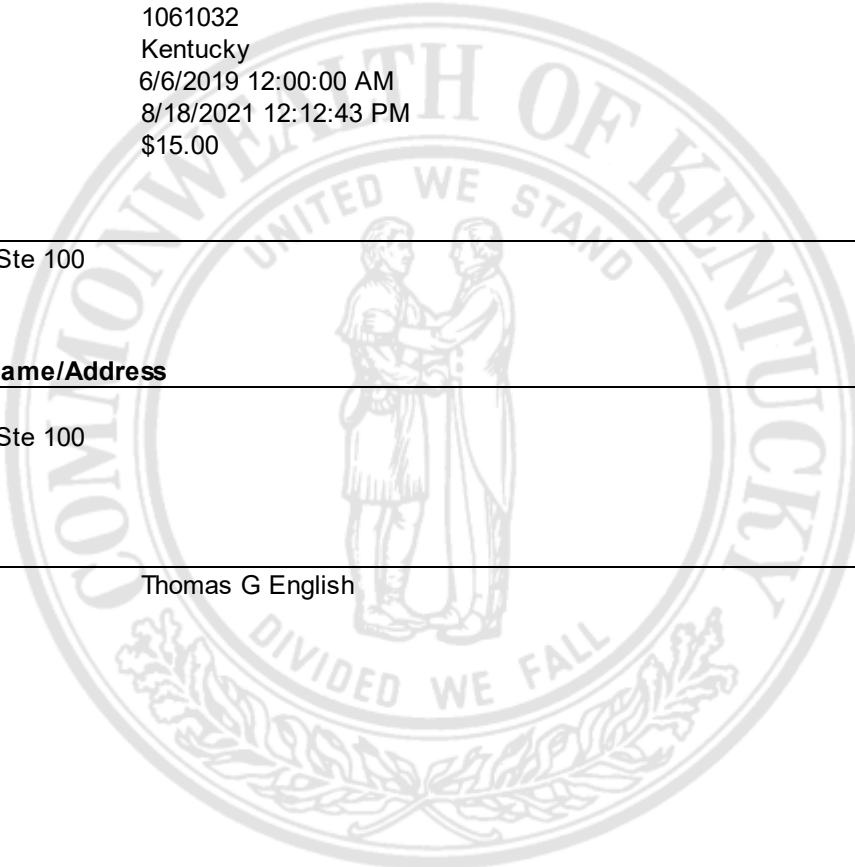 1061032
Kentucky
6/6/2019 12:00:00 AM
8/18/2021 12:12:43 PM
$15.00
COMMONWEALTH OF KENTUCKY
UNITED WE STAND
Ste 100
ame/Address
Ste 100
Thomas G English
DIVIDED WE FALL